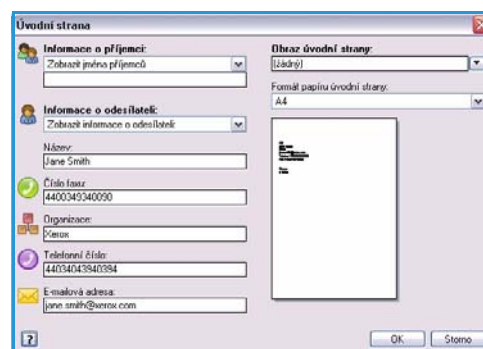 Úvodní strana
Informace o příjemci:
Zobrazit jména příjemců
Informace o odesílateli:
Zobrazit informace o odesílateli:
Název:
Jane Smith
Číslo faxu:
4400349340090
Organizace:
Xerox
Telefonní číslo:
44034043940394
E-mailová adresa:
jane.smith@xerox.com
Obraz úvodní strany:
(Žádný)
Formát papíru úvodní strany:
A4
?
OK
Storno